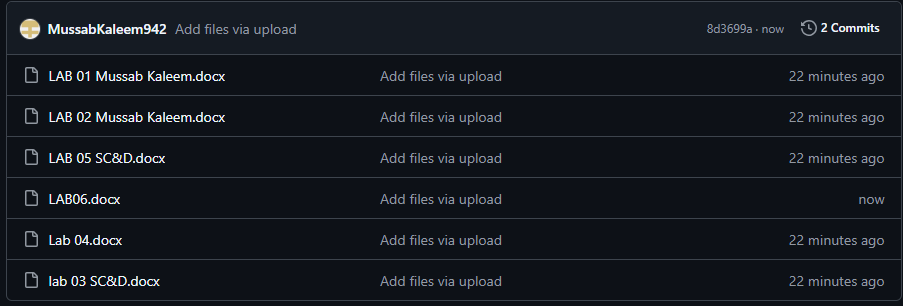 MussabKaleem942 Add files via upload 8d3699a · now 2 Commits
LAB 01 Mussab Kaleem.docx Add files via upload 22 minutes ago
LAB 02 Mussab Kaleem.docx Add files via upload 22 minutes ago
LAB 05 SC&D.docx Add files via upload 22 minutes ago
LAB06.docx Add files via upload now
Lab 04.docx Add files via upload 22 minutes ago
lab 03 SC&D.docx Add files via upload 22 minutes ago